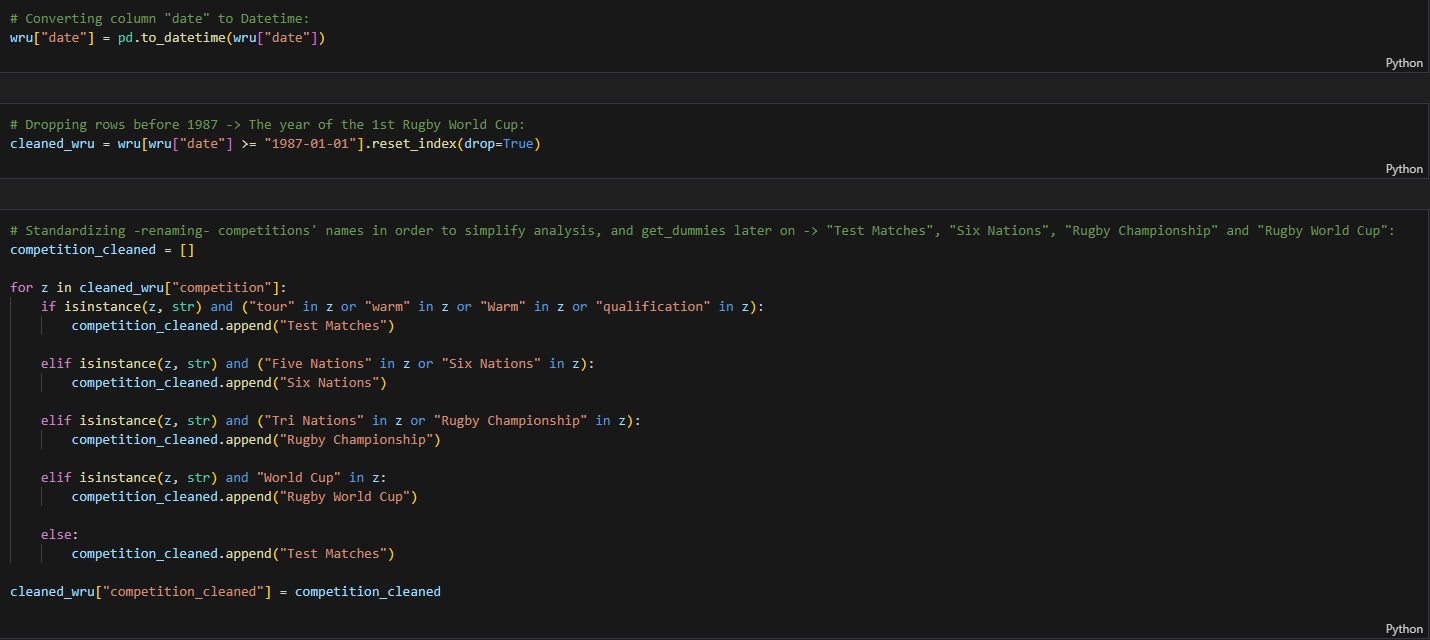 # Converting column "date" to Datetime:
wru["date"] = pd.to_datetime(wru["date"])
Python
# Dropping rows before 1987 -> The year of the 1st Rugby World Cup:
cleaned_wru = wru[wru["date"] >= "1987-01-01"].reset_index(drop=True)
Python
# Standardizing -renaming- competitions' names in order to simplify analysis, and get_dummies later on -> "Test Matches", "Six Nations", "Rugby Championship" and "Rugby World Cup":
competition_cleaned = []
for z in cleaned_wru["competition"]:
    if isinstance(z, str) and ("tour" in z or "warm" in z or "Warm" in z or "qualification" in z):
        competition_cleaned.append("Test Matches")
    elif isinstance(z, str) and ("Five Nations" in z or "Six Nations" in z):
        competition_cleaned.append("Six Nations")
    elif isinstance(z, str) and ("Tri Nations" in z or "Rugby Championship" in z):
        competition_cleaned.append("Rugby Championship")
    elif isinstance(z, str) and "World Cup" in z:
        competition_cleaned.append("Rugby World Cup")
    else:
        competition_cleaned.append("Test Matches")
cleaned_wru["competition_cleaned"] = competition_cleaned
Python